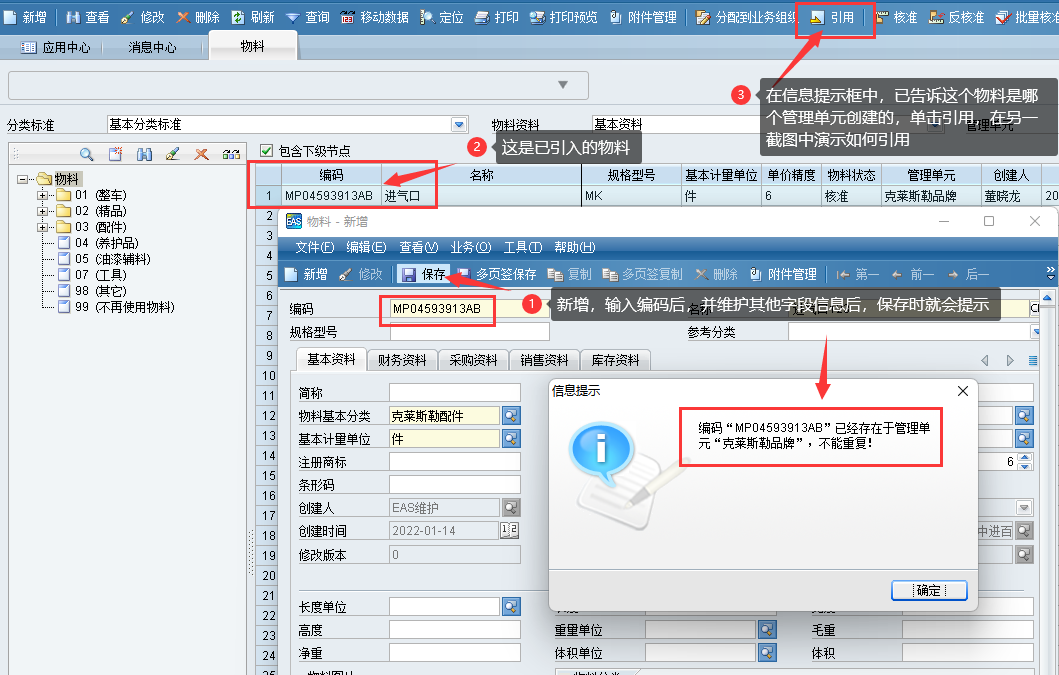 新增 查看 修改 删除 刷新 查询 移动数据 定位 打印 打印预览 附件管理 分配到业务组织 引用 核准 反核准 批量核准
应用中心 消息中心 物料
3 在信息提示框中，已告诉这个物料是哪
个管理单元创建的，单击引用，在另一
截图中演示如何引用
分类标准 基本分类标准 物料资料 基本资料 管理单元
2 这是已引入的物料
包含下级节点
物料
01 (整车)
02 (精品)
03 (配件)
04 (养护品)
05 (油漆辅料)
07 (工具)
98 (其它)
99 (不再使用物料)
编码 名称 规格型号 基本计量单位 单价精度 物料状态 管理单元 创建人
1 MP04593913AB 进气口 MK 件 6 核准 克莱斯勒品牌 董晓龙 20
2
3
4
5
6
7
8
9
10
11
12
13
14
15
16
17
18
19
20
21
22
23
24
EAS 物料 - 新增
文件(F) 编辑(E) 查看(V) 业务(O) 工具(T) 帮助(H)
新增 修改 保存 多页签保存 复制 多页签复制 删除 附件管理 第一 前一 后一
1 新增，输入编码后，并维护其他字段信息后，保存时就会提示
编码 MP04593913AB
规格型号 参考分类
基本资料 财务资料 采购资料 销售资料 库存资料
简称
物料基本分类 克莱斯勒配件
基本计量单位 件
注册商标 6
条形码
创建人 EAS维护
创建时间 2022-01-14 12 中进百
修改版本 0
信息提示
编码“MP04593913AB”已经存在于管理单
元“克莱斯勒品牌”，不能重复！
确定
长度单位
高度 重量单位 毛重
净重 体积单位 体积